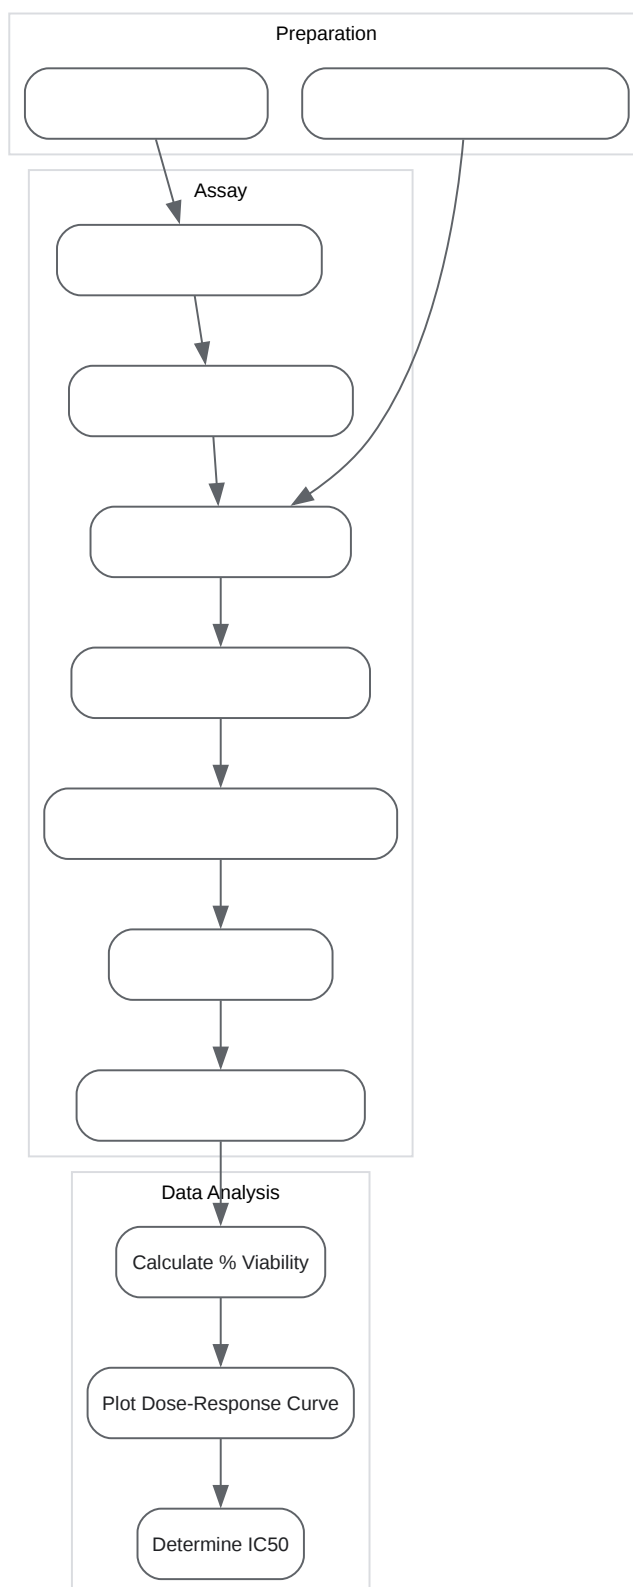 Preparation
Assay
Data Analysis
Calculate % Viability
Plot Dose-Response Curve
Determine IC50